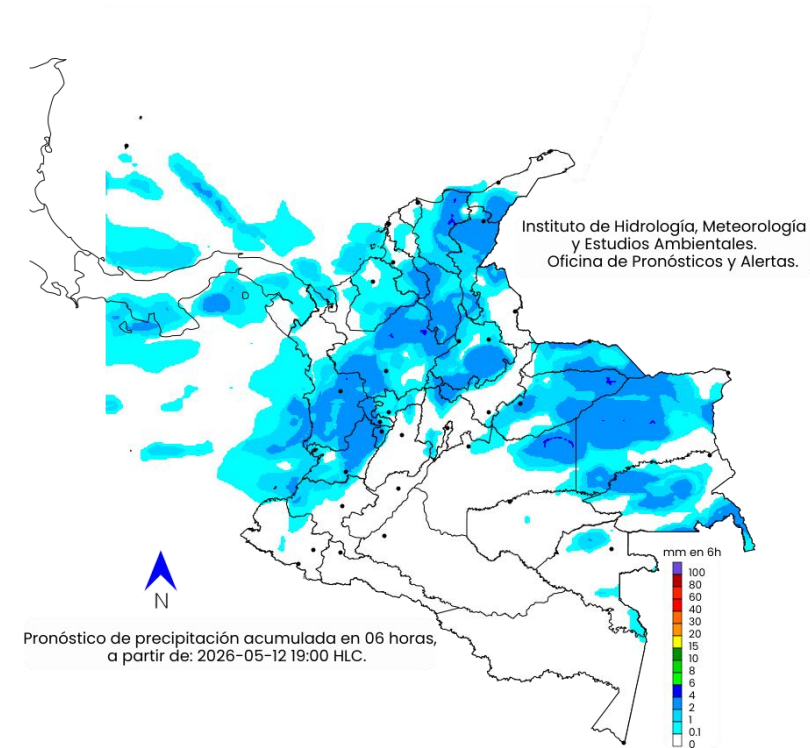 Instituto de Hidrología, Meteorología
y Estudios Ambientales.
Oficina de Pronósticos y Alertas.
N
Pronóstico de precipitación acumulada en 06 horas,
a partir de: 2026-05-12 19:00 HLC.
mm en 6h
100
80
60
40
30
20
15
10
8
6
4
2
1
0.1
0